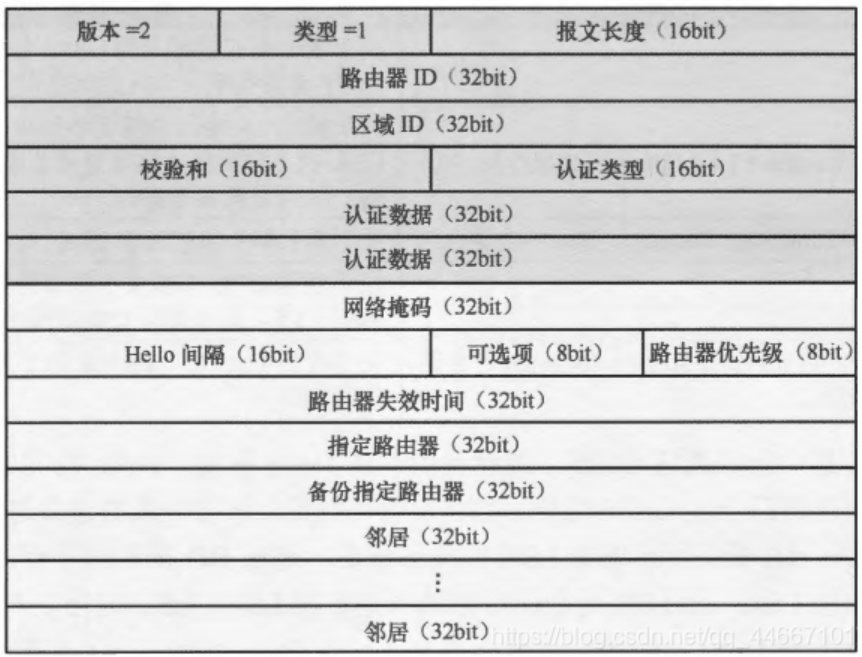 版本 =2 类型 =1 报文长度（16bit）
路由器 ID（32bit）
区域 ID（32bit）
校验和（16bit） 认证类型（16bit）
认证数据（32bit）
认证数据（32bit）
网络掩码（32bit）
Hello 间隔（16bit） 可选项（8bit） 路由器优先级（8bit）
路由器失效时间（32bit）
指定路由器（32bit）
备份指定路由器（32bit）
邻居（32bit）
⋮
邻居（32bit）
https://blog.csdn.net/qq_44667101